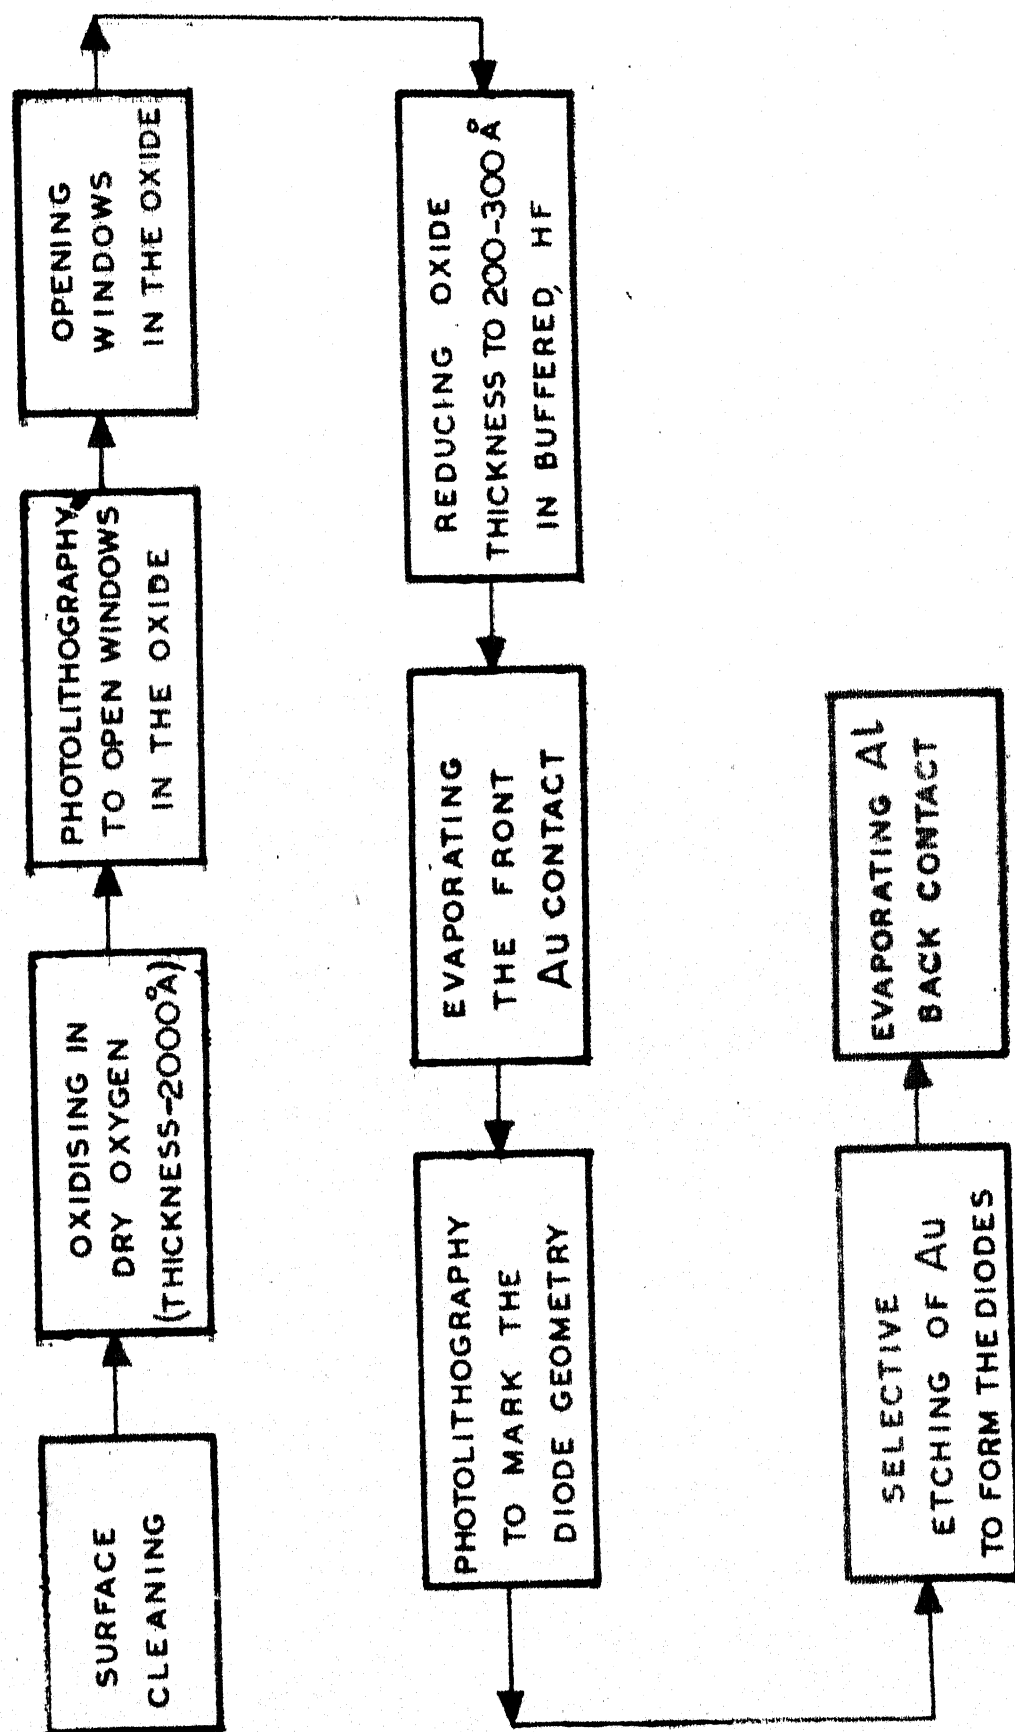 SURFACE
CLEANING
OXIDISING IN
DRY OXYGEN
(THICKNESS-2000°A)
PHOTOLITHOGRAPHY
TO OPEN WINDOWS
IN THE OXIDE
OPENING
WINDOWS
IN THE OXIDE
REDUCING OXIDE
THICKNESS TO 200-300Å
IN BUFFERED, HF
EVAPORATING
THE FRONT
Au CONTACT
PHOTOLITHOGRAPHY
TO MARK THE
DIODE GEOMETRY
SELECTIVE
ETCHING OF Au
TO FORM THE DIODES
EVAPORATING Al
BACK CONTACT